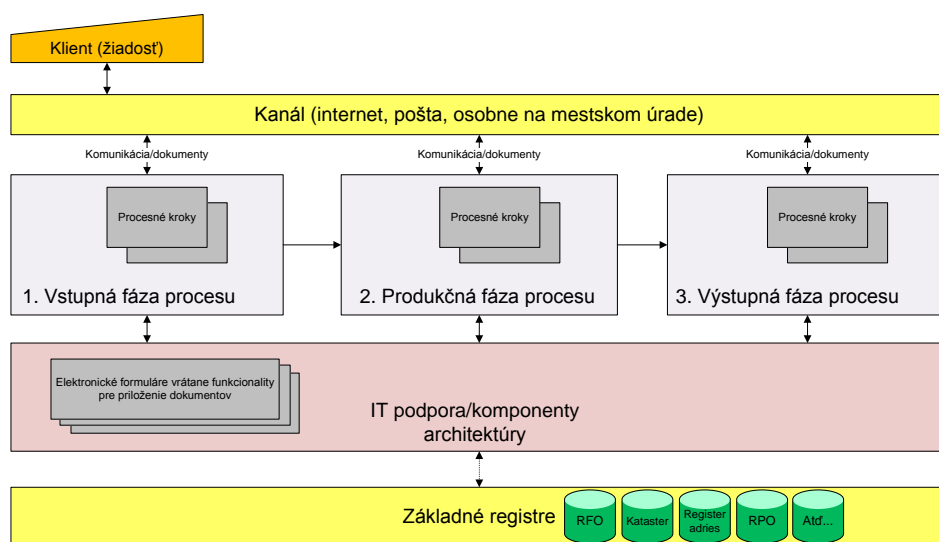 Klient (žiadosť)
Kanál (internet, pošta, osobne na mestskom úrade)
Komunikácia/dokumenty
Komunikácia/dokumenty
Komunikácia/dokumenty
Procesné kroky
Procesné kroky
Procesné kroky
1. Vstupná fáza procesu
2. Produkčná fáza procesu
3. Výstupná fáza procesu
Elektronické formuláre vrátane funkcionality
pre priloženie dokumentov
IT podpora/komponenty
architektúry
Základné registre
RFO
Kataster
Register
adries
RPO
Atď...